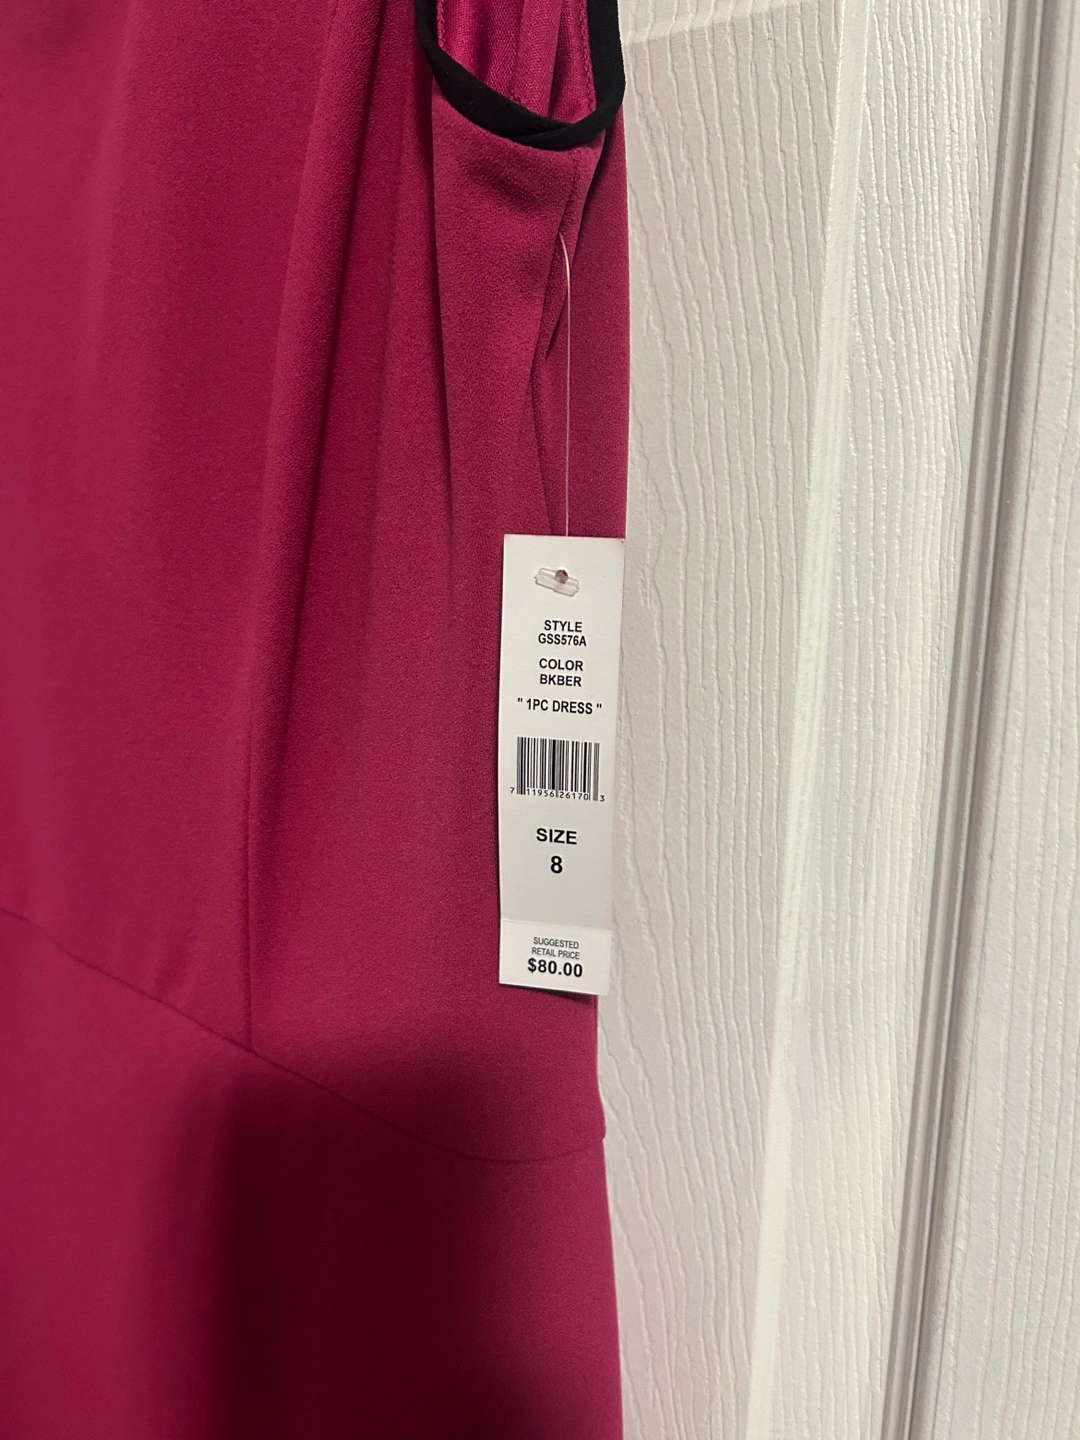 STYLE
GSS576A
COLOR
BKBER
" 1PC DRESS "
7 11956 26170 3
SIZE
8
SUGGESTED
RETAIL PRICE
$80.00